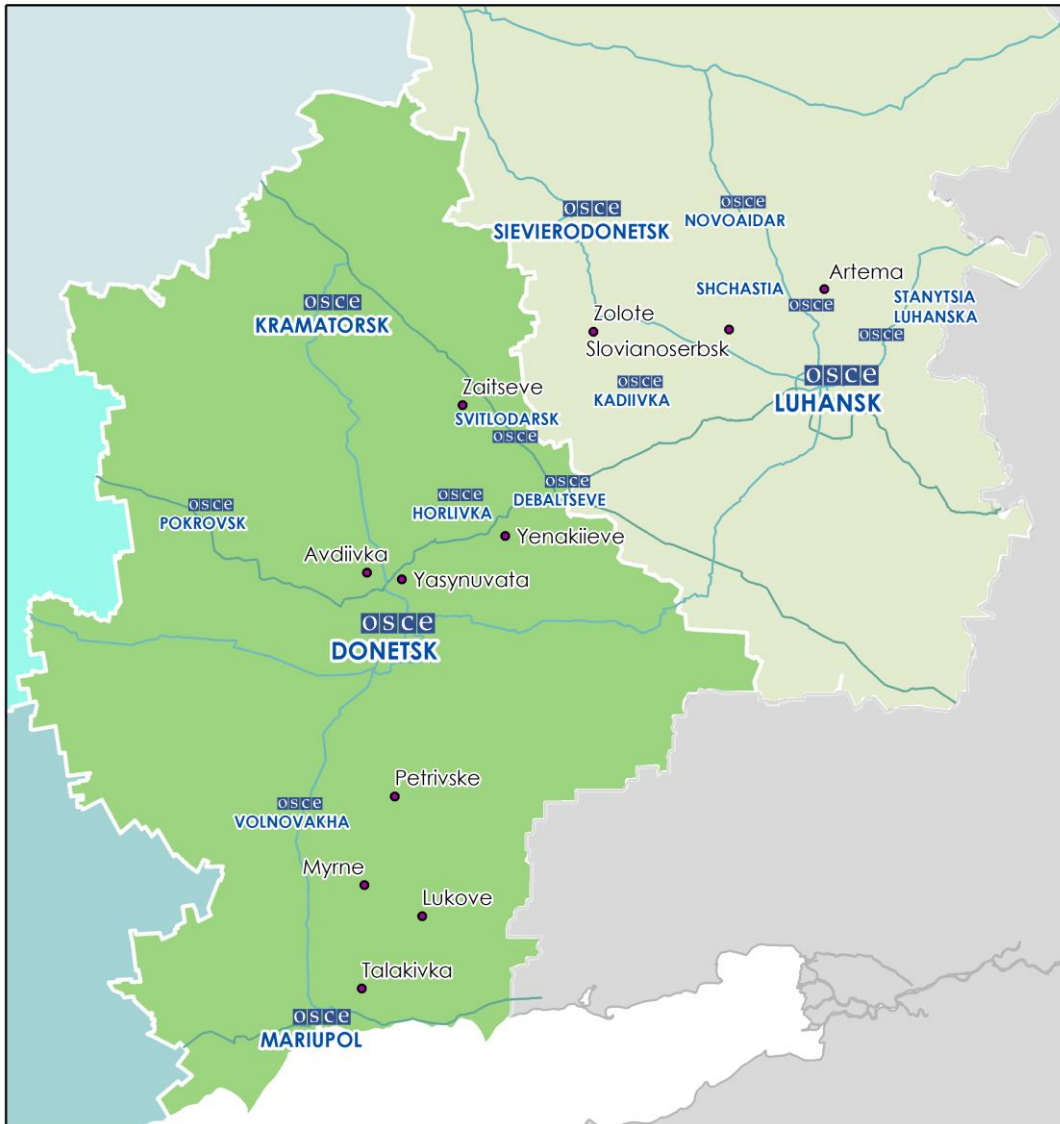 osce
SIEVIERODONETSK
osce
NOVOAIDAR
Artema
SHCHASTIA
osce
STANYTSIA
LUHANSKA
osce
osce
KRAMATORSK
Zolote
Slovianoserbsk
osce
KADIIVKA
osce
LUHANSK
Zaitseve
SVITLODARSK
osce
osce
POKROVSK
osce
HORLIVKA
osce
DEBALTSEVE
Yenakiieve
Avdiivka
Yasynuvata
osce
DONETSK
Petrivske
osce
VOLNOVAKHA
Myrne
Lukove
Talakivka
osce
MARIUPOL